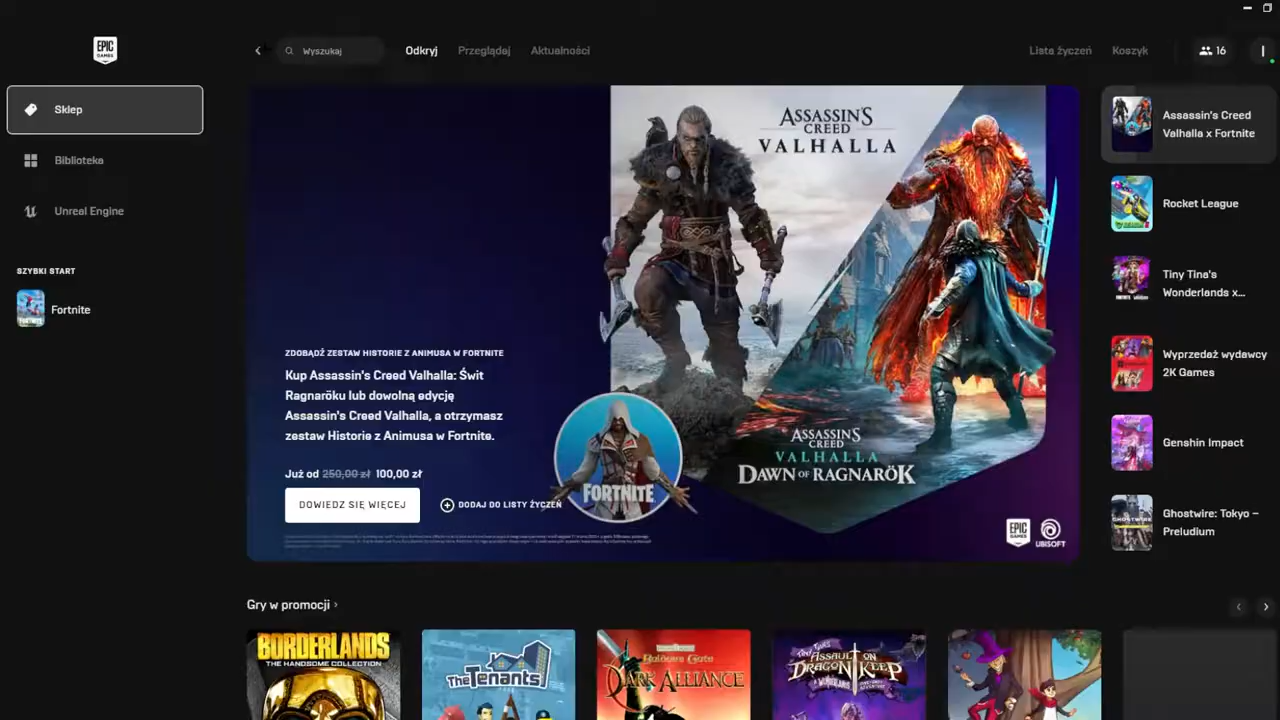 EPIC
GAMES
Wyszukaj
Odkryj
Przeglądaj
Aktualności
Lista życzeń
Koszyk
16
Sklep
Biblioteka
Unreal Engine
SZYBKI START
Fortnite
ASSASSIN'S
CREED
VALHALLA
ZDOBĄDŹ ZESTAW HISTORIE Z ANIMUSA W FORTNITE
Kup Assassin's Creed Valhalla: Świt
Ragnaröku lub dowolną edycję
Assassin's Creed Valhalla, a otrzymasz
zestaw Historie z Animusa w Fortnite.
Już od 250,00 zł 100,00 zł
DOWIEDZ SIĘ WIĘCEJ
DODAJ DO LISTY ŻYCZEŃ
FORTNITE
ASSASSIN'S
CREED
VALHALLA
DAWN OF RAGNARÖK
EPIC
GAMES
UBISOFT
Assassin's Creed
Valhalla x Fortnite
Rocket League
Tiny Tina's
Wonderlands x...
Wyprzedaż wydawcy
2K Games
Genshin Impact
Ghostwire: Tokyo –
Preludium
Gry w promocji
BORDERLANDS
THE HANDSOME COLLECTION
THE TENANTS
Baldur's Gate
DARK ALLIANCE
TINY TINA'S
ASSAULT ON
DRAGON KEEP